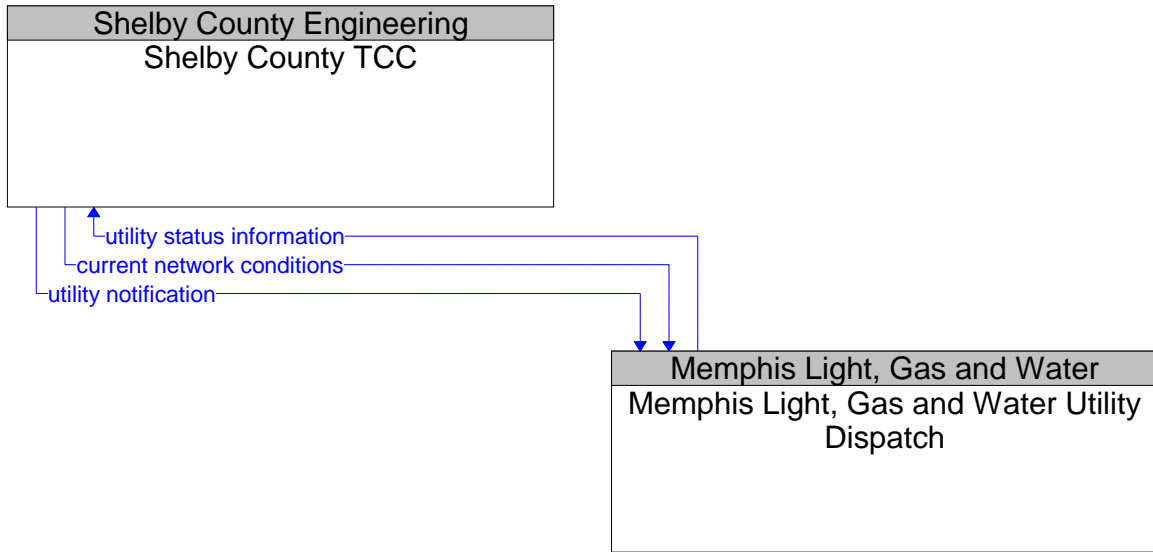 Shelby County Engineering
Shelby County TCC
utility status information
current network conditions
utility notification
Memphis Light, Gas and Water
Memphis Light, Gas and Water Utility
Dispatch